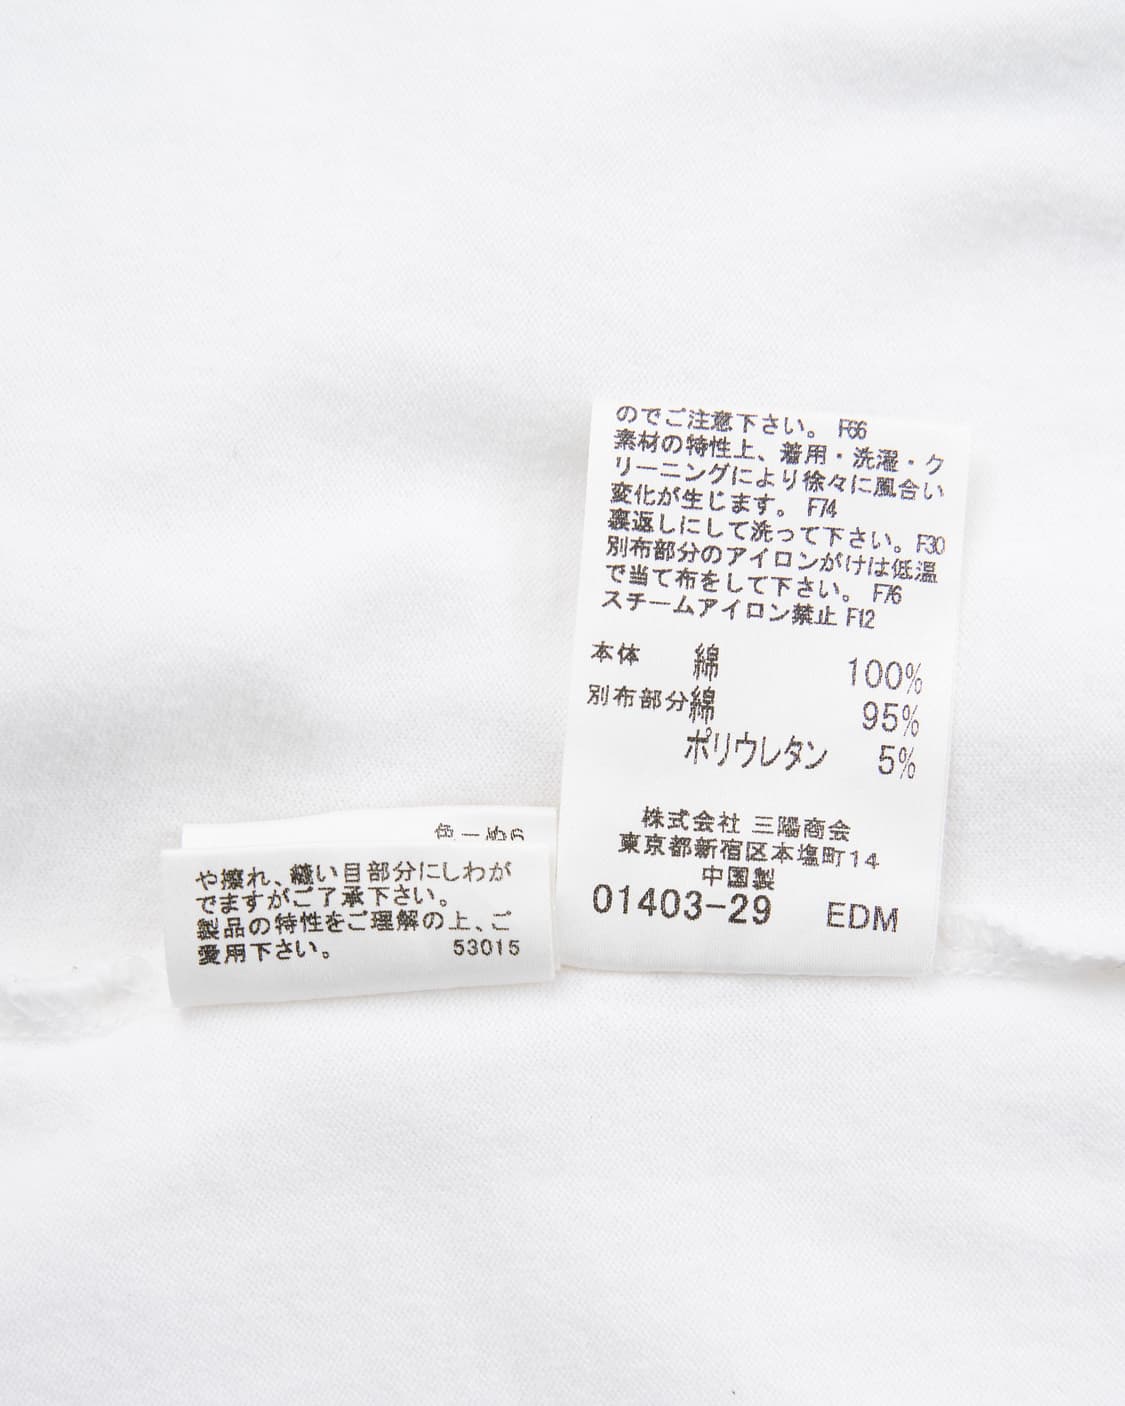 のでご注意下さい。 F66
素材の特性上、着用・洗濯・ク
リーニングにより徐々に風合い
変化が生じます。 F74
裏返しにして洗って下さい。F30
別布部分のアイロンがけは低温
で当て布をして下さい。 F76
スチームアイロン禁止 F12
本体 綿 100%
別布部分綿 95%
ポリウレタン 5%
株式会社 三陽商会
東京都新宿区本塩町14
中国製
01403-29 EDM
や擦れ、縫い目部分にしわが
でますがご了承下さい。
製品の特性をご理解の上、ご
愛用下さい。 53015